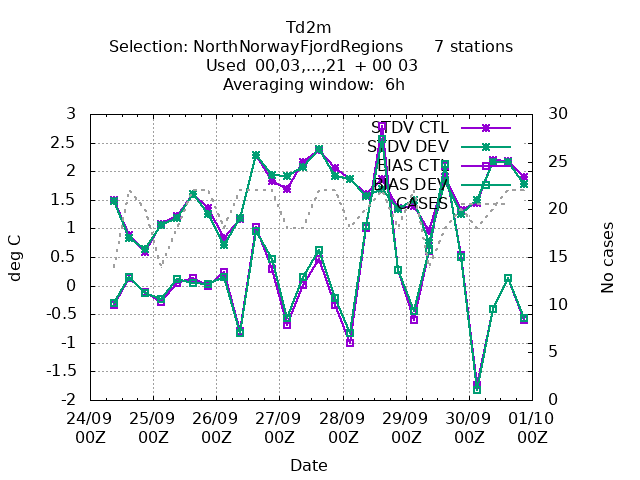 Td2m
Selection: NorthNorwayFjordRegions 7 stations
Used 00,03,...,21 + 00 03
Averaging window: 6h
3
2.5
2
1.5
1
0.5
0
-0.5
-1
-1.5
-2
deg C
30
25
20
15
10
5
0
No cases
STDV CTL
STDV DEV
BIAS CTL
BIAS DEV
CASES
24/09 25/09 26/09 27/09 28/09 29/09 30/09 01/10
00Z 00Z 00Z 00Z 00Z 00Z 00Z 00Z
Date